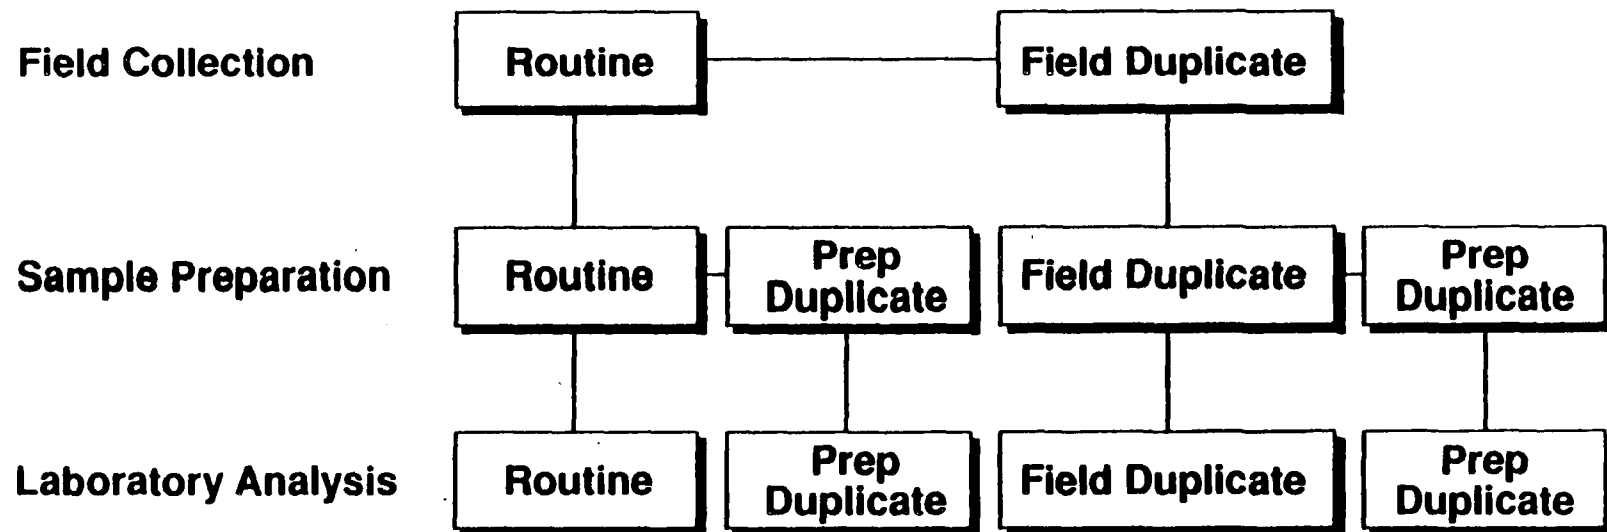 Field Collection
Routine
Field Duplicate
Sample Preparation
Routine
Prep
Duplicate
Field Duplicate
Prep
Duplicate
Laboratory Analysis
Routine
Prep
Duplicate
Field Duplicate
Prep
Duplicate